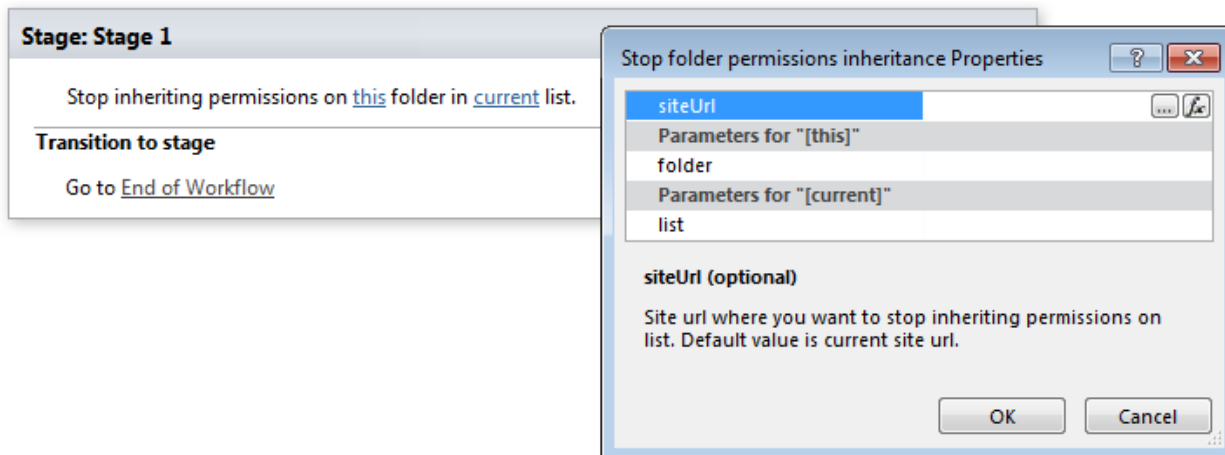 Stage: Stage 1
Stop inheriting permissions on this folder in current list.
Transition to stage
Go to End of Workflow
Stop folder permissions inheritance Properties
?
siteUrl
... fx
Parameters for "[this]"
folder
Parameters for "[current]"
list
siteUrl (optional)
Site url where you want to stop inheriting permissions on
list. Default value is current site url.
OK Cancel